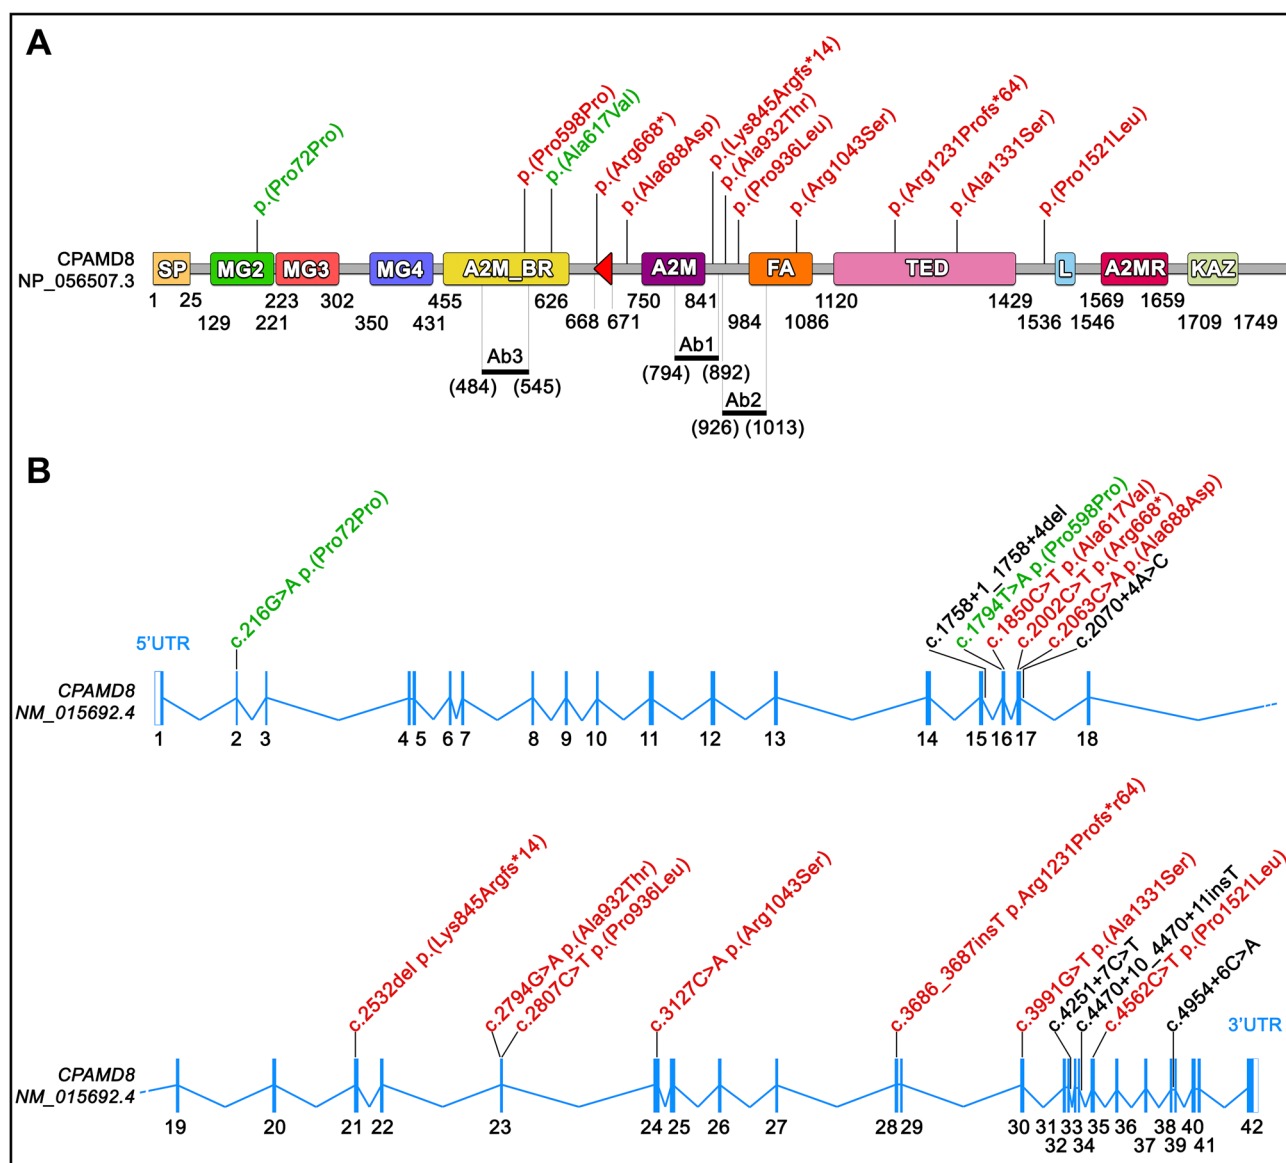 A
p.(Pro72Pro)
p.(Pro598Pro)
p.(Ala617Val)
p.(Arg668*)
p.(Ala688Asp)
p.(Lys845Argfs*14)
p.(Ala932Thr)
p.(Pro936Leu)
p.(Arg1043Ser)
p.(Arg1231Profs*64)
p.(Ala1331Ser)
p.(Pro1521Leu)
CPAMD8
NP_056507.3
SP MG2 MG3 MG4 A2M_BR A2M FA TED L A2MR KAZ
1 25 223 302 455 626 750 841 1120 1429 1569 1659
129 221 350 431 668 671 984 1086 1536 1546 1709 1749
Ab3 Ab1
(484) (545) (794) (892)
Ab2
(926) (1013)
B
c.216G>A p.(Pro72Pro)
c.1758+1_1758+4del
c.1794T>A p.(Pro598Pro)
c.1850C>T p.(Ala617Val)
c.2002C>T p.(Arg668*)
c.2063C>A p.(Ala688Asp)
c.2070+4A>C
5'UTR
CPAMD8
NM_015692.4
1 2 3 4 5 6 7 8 9 10 11 12 13 14 15 16 17 18
c.2532del p.(Lys845Argfs*14)
c.2794G>A p.(Ala932Thr)
c.2807C>T p.(Pro936Leu)
c.3127C>A p.(Arg1043Ser)
c.3686_3687insT p.Arg1231Profs*r64)
c.3991G>T p.(Ala1331Ser)
c.4251+7C>T
c.4470+10_4470+11insT
c.4562C>T p.(Pro1521Leu)
c.4954+6C>A
3'UTR
CPAMD8
NM_015692.4
19 20 21 22 23 24 25 26 27 28 29 30 31 33 35 36 38 40 42
32 34 37 39 41